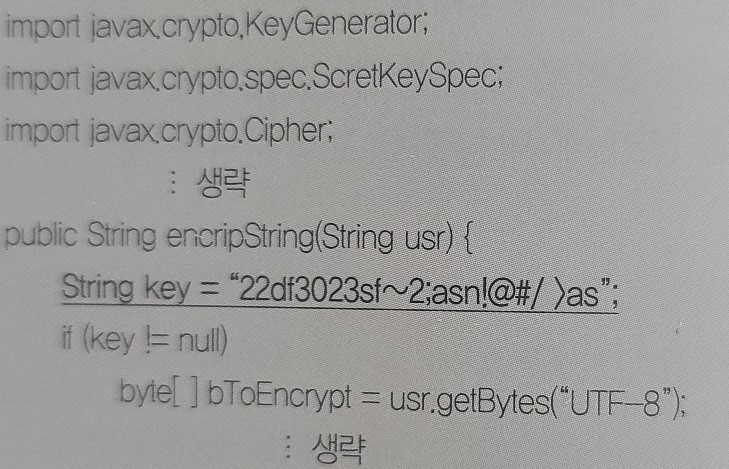 import javax.crypto.KeyGenerator;
import javax.crypto.spec.ScretKeySpec;
import javax.crypto.Cipher;
⋮ 생략
public String encripString(String usr) {
String key = “22df3023sf~2;asn!@#/ >as”;
if (key != null)
byte[ ] bToEncrypt = usr.getBytes(“UTF-8”);
⋮ 생략